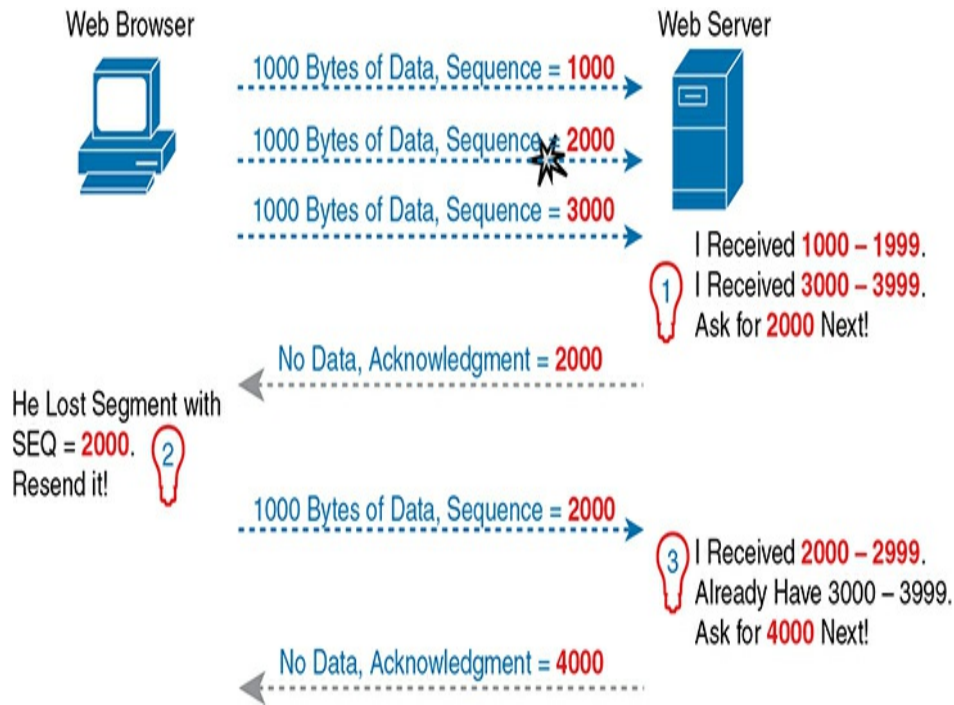 Web Browser
Web Server
1000 Bytes of Data, Sequence = 1000
1000 Bytes of Data, Sequence = 2000
1000 Bytes of Data, Sequence = 3000
I Received 1000 – 1999.
1
I Received 3000 – 3999.
Ask for 2000 Next!
No Data, Acknowledgment = 2000
He Lost Segment with
SEQ = 2000.
2
Resend it!
1000 Bytes of Data, Sequence = 2000
3
I Received 2000 – 2999.
Already Have 3000 – 3999.
Ask for 4000 Next!
No Data, Acknowledgment = 4000